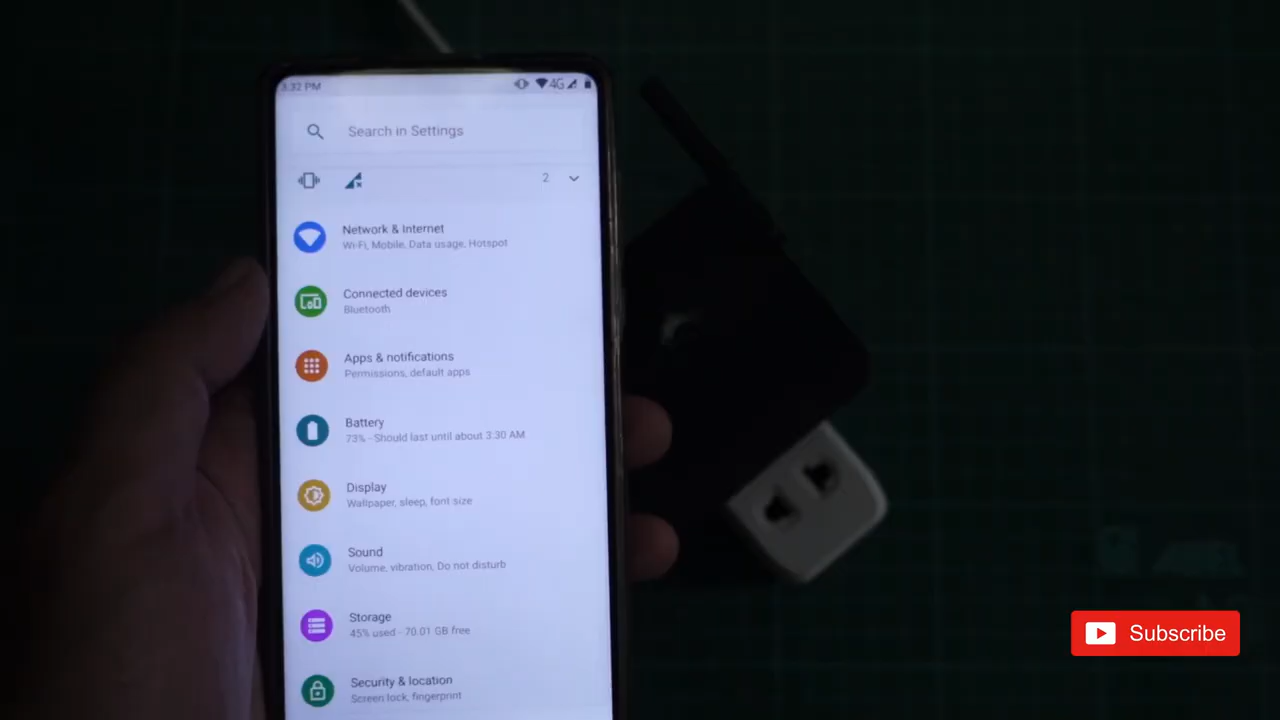 3:32 PM
4G
Search in Settings
2
Network & Internet
Wi-Fi, Mobile, Data usage, Hotspot
Connected devices
Bluetooth
Apps & notifications
Permissions, default apps
Battery
73% - Should last until about 3:30 AM
Display
Wallpaper, sleep, font size
Sound
Volume, vibration, Do not disturb
Storage
45% used - 70.01 GB free
Security & location
Screen lock, fingerprint
Subscribe